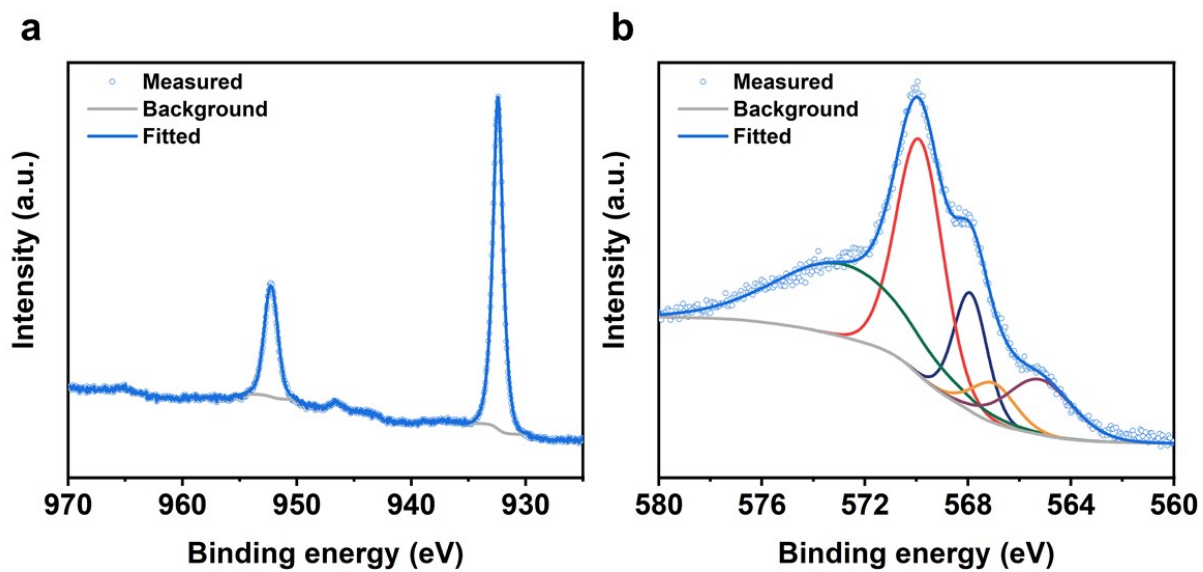 a
Measured
Background
Fitted
Intensity (a.u.)
970 960 950 940 930
Binding energy (eV)
b
Measured
Background
Fitted
Intensity (a.u.)
580 576 572 568 564 560
Binding energy (eV)